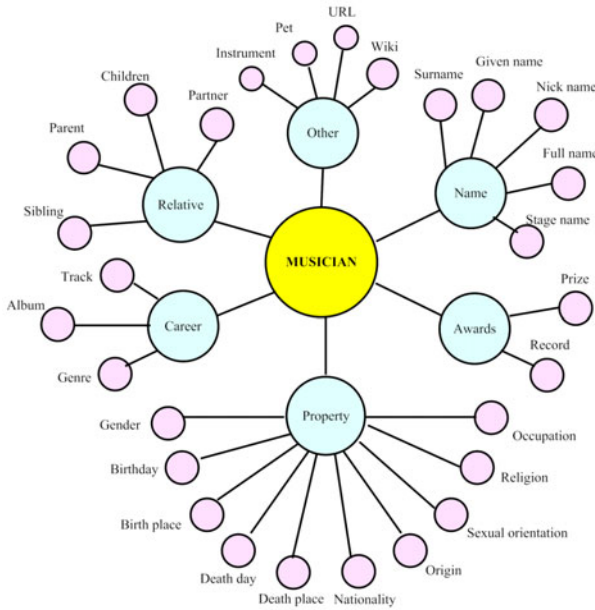 URL
Pet
Wiki
Instrument
Other
Children
Partner
Parent
Sibling
Relative
Surname
Given name
Nick name
Full name
Stage name
Name
MUSICIAN
Track
Album
Genre
Career
Prize
Record
Awards
Property
Gender
Birthday
Birth place
Death day
Death place
Nationality
Origin
Sexual orientation
Religion
Occupation